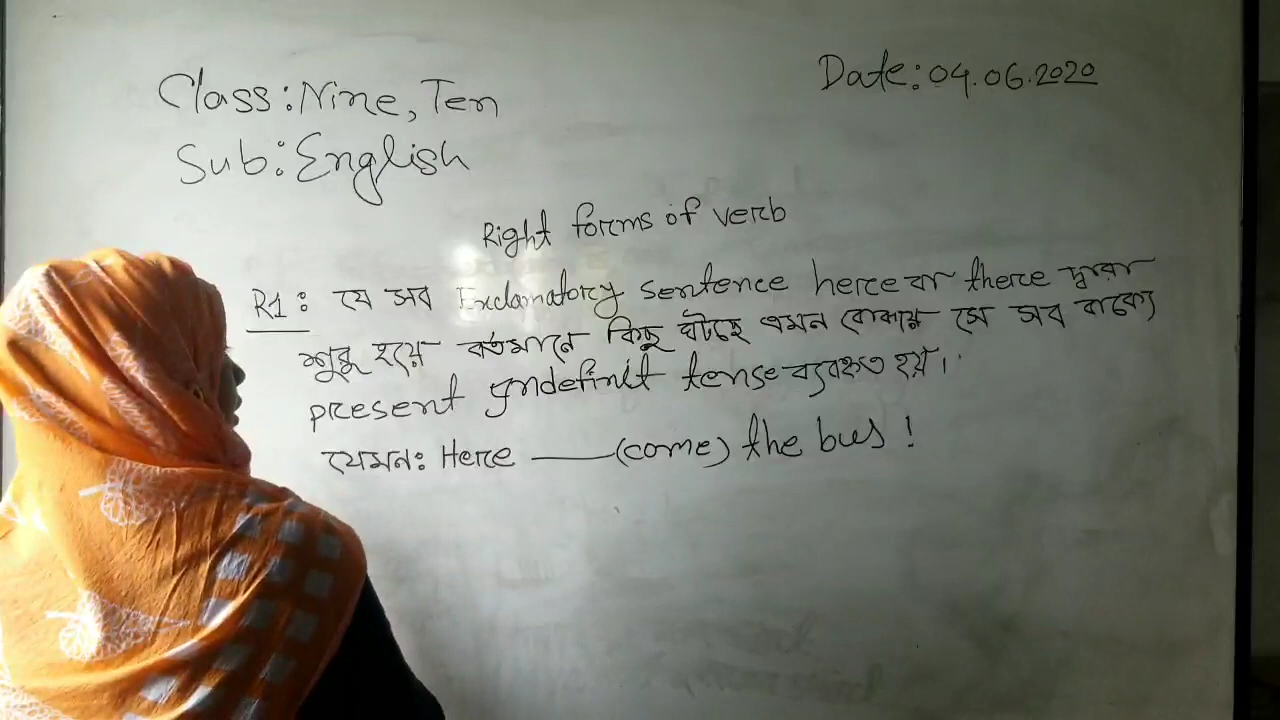 Class: Nine, Ten
Date: 04.06.2020
Sub: English
Right forms of verb
R1: যে সব Exclamatory sentence here বা there দ্বারা
শুরু হয়ে বর্তমানে কিছু ঘটছে এমন বোঝায় সে সব বাক্যে
present Indefinit tense ব্যবহৃত হয়।
যেমন: Here ___ (come) the bus!